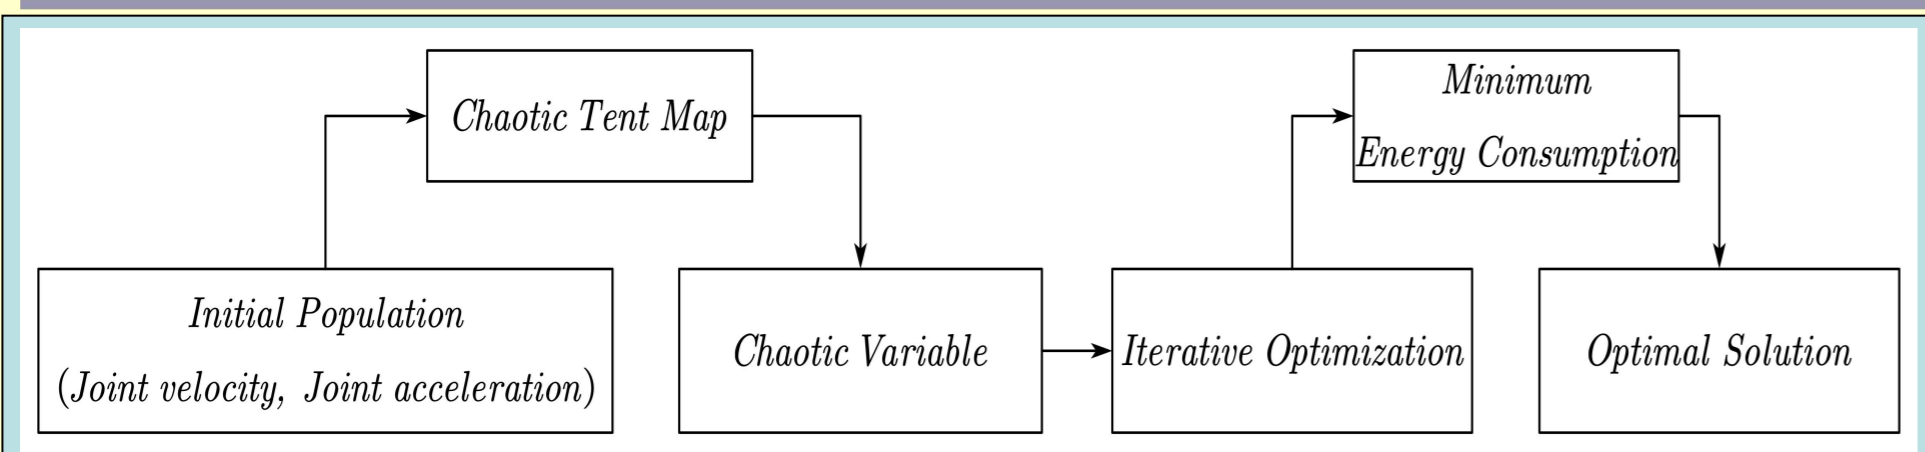 Chaotic Tent Map
Minimum
Energy Consumption
Initial Population
(Joint velocity, Joint acceleration)
Chaotic Variable
Iterative Optimization
Optimal Solution